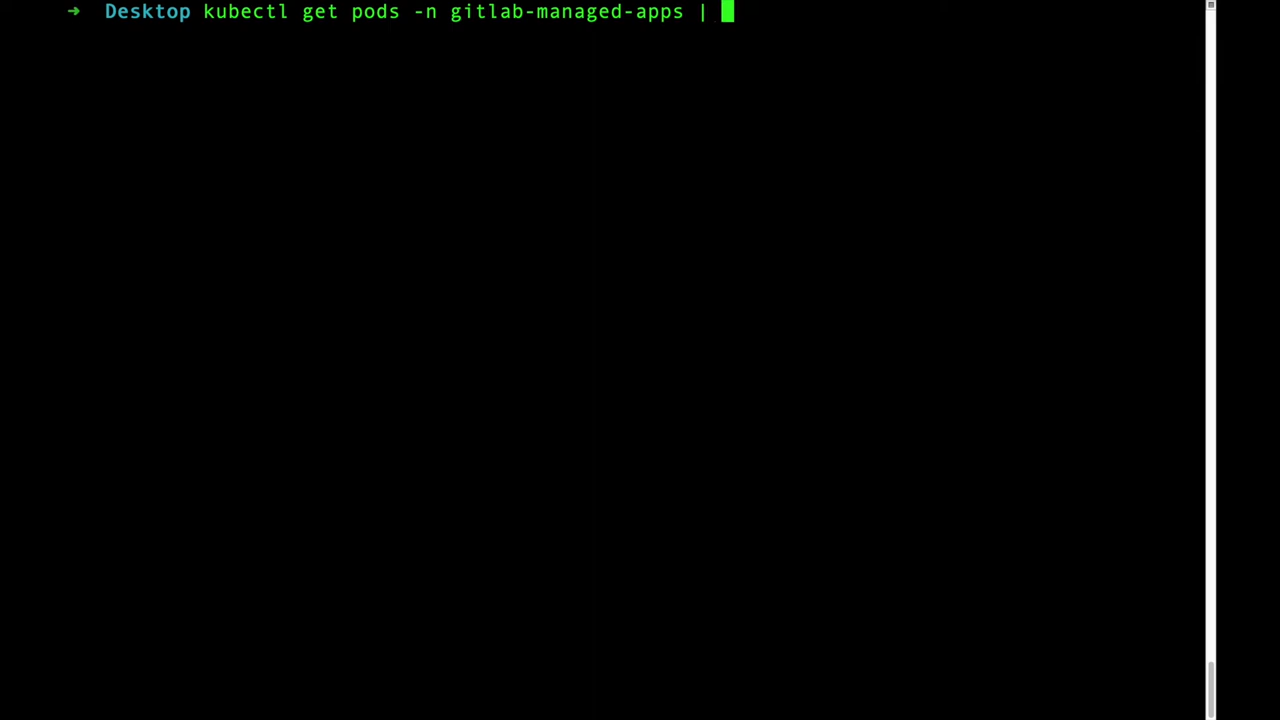 ➜  Desktop kubectl get pods -n gitlab-managed-apps |